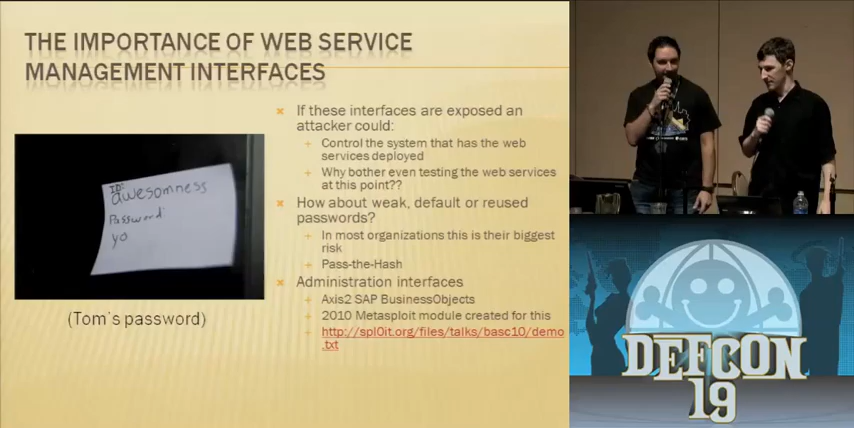 THE IMPORTANCE OF WEB SERVICE
MANAGEMENT INTERFACES
ID:
awesomness
Password:
yo
(Tom's password)
If these interfaces are exposed an
attacker could:
Control the system that has the web
services deployed
Why bother even testing the web services
at this point??
How about weak, default or reused
passwords?
In most organizations this is their biggest
risk
Pass-the-Hash
Administration interfaces
Axis2 SAP BusinessObjects
2010 Metasploit module created for this
http://spl0it.org/files/talks/basc10/demo
.txt
DEFCON
19